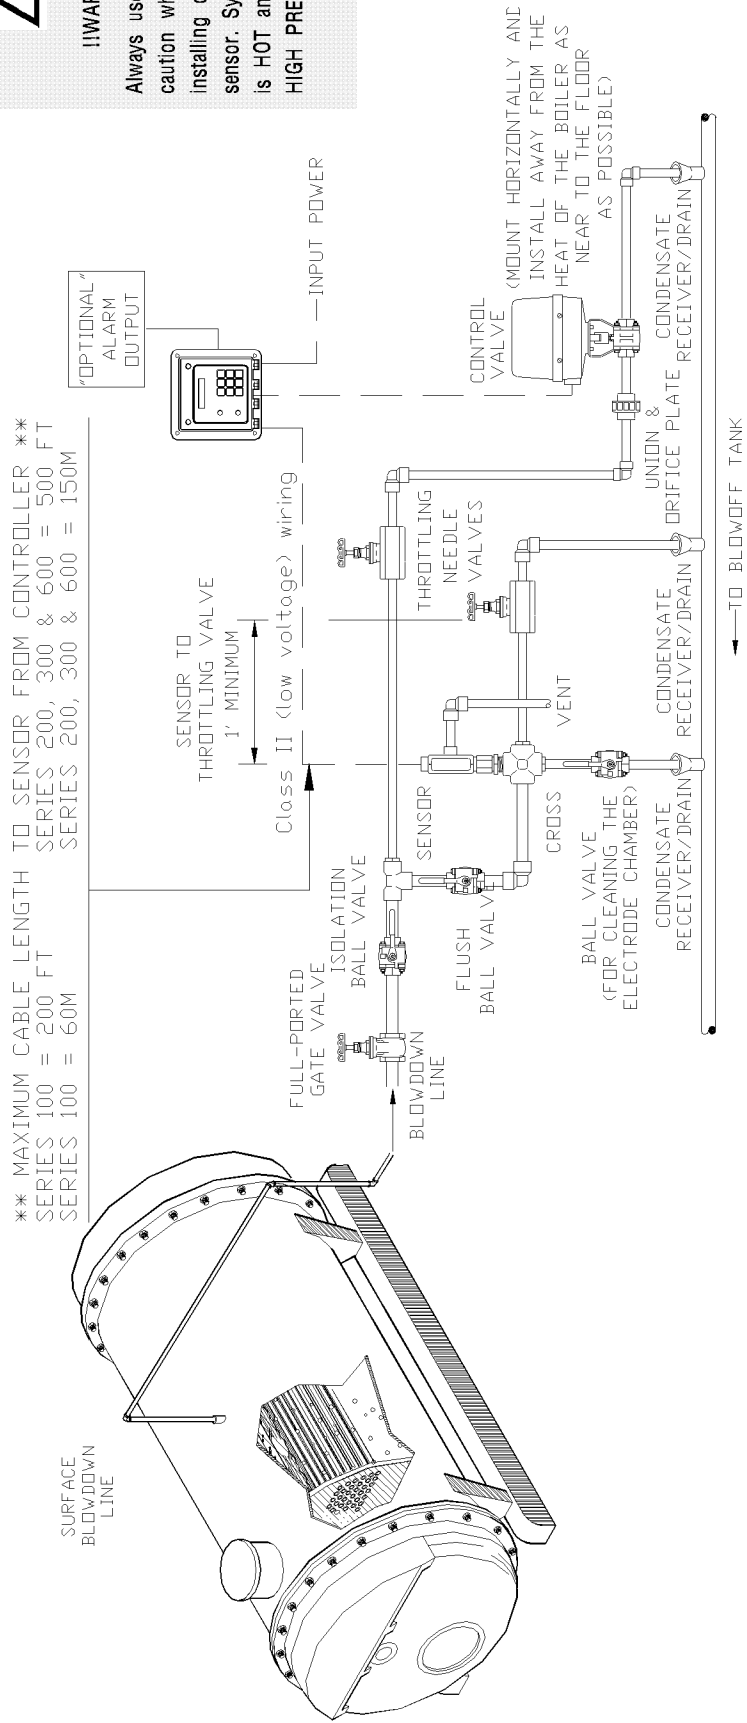 !!WAR
Always use
caution wh
installing o
sensor. Sy
is HOT an
HIGH PRE
** MAXIMUM CABLE LENGTH TO SENSOR FROM CONTROLLER **
SERIES 100 = 200 FT SERIES 200, 300 & 600 = 500 FT
SERIES 100 = 60M SERIES 200, 300 & 600 = 150M
"OPTIONAL"
ALARM
OUTPUT
INPUT POWER
SENSOR TO
THROTTLING VALVE
1' MINIMUM
Class II (low voltage) wiring
CONTROL
VALVE
(MOUNT HORIZONTALLY AND
INSTALL AWAY FROM THE
HEAT OF THE BOILER AS
NEAR TO THE FLOOR
AS POSSIBLE)
SURFACE
BLOWDOWN
LINE
FULL-PORTED
GATE VALVE
ISOLATION
BALL VALVE
BLOWDOWN
LINE
FLUSH
BALL VALV
SENSOR
CROSS
VENT
THROTTLING
NEEDLE
VALVES
UNION &
ORIFICE PLATE
BALL VALVE
(FOR CLEANING THE
ELECTRODE CHAMBER)
CONDENSATE
RECEIVER/DRAIN
CONDENSATE
RECEIVER/DRAIN
CONDENSATE
RECEIVER/DRAIN
TO BLOWOFF TANK